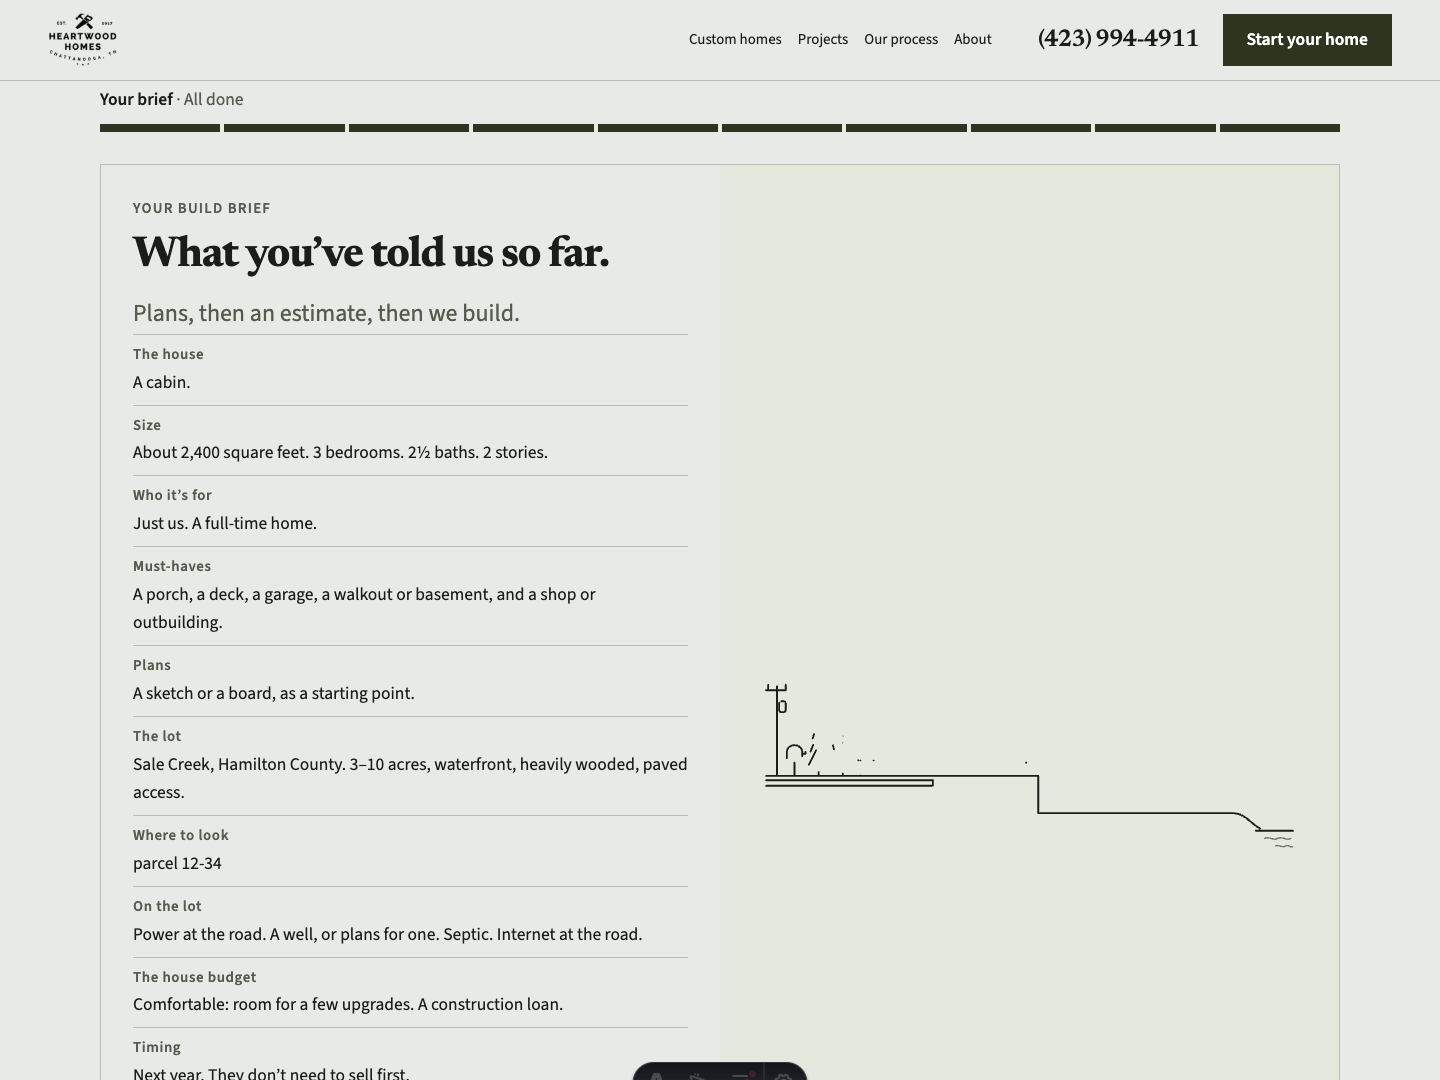 EST. 2017
HEARTWOOD
HOMES
CHATTANOOGA, TN
Custom homes Projects Our process About (423) 994-4911 Start your home
Your brief · All done
YOUR BUILD BRIEF
What you’ve told us so far.
Plans, then an estimate, then we build.
The house
A cabin.
Size
About 2,400 square feet. 3 bedrooms. 2½ baths. 2 stories.
Who it’s for
Just us. A full-time home.
Must-haves
A porch, a deck, a garage, a walkout or basement, and a shop or
outbuilding.
Plans
A sketch or a board, as a starting point.
The lot
Sale Creek, Hamilton County. 3–10 acres, waterfront, heavily wooded, paved
access.
Where to look
parcel 12-34
On the lot
Power at the road. A well, or plans for one. Septic. Internet at the road.
The house budget
Comfortable: room for a few upgrades. A construction loan.
Timing
Next year. They don’t need to sell first.